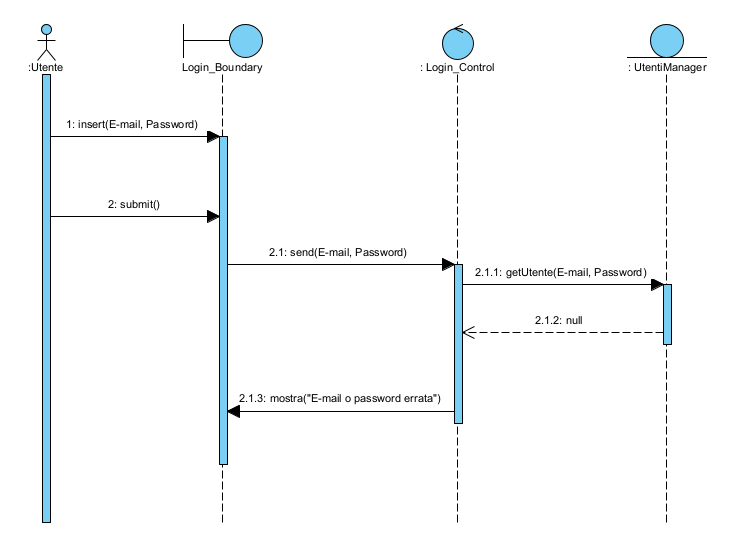 :Utente
Login_Boundary
: Login_Control
: UtentiManager
1: insert(E-mail, Password)
2: submit()
2.1: send(E-mail, Password)
2.1.1: getUtente(E-mail, Password)
2.1.2: null
2.1.3: mostra("E-mail o password errata")